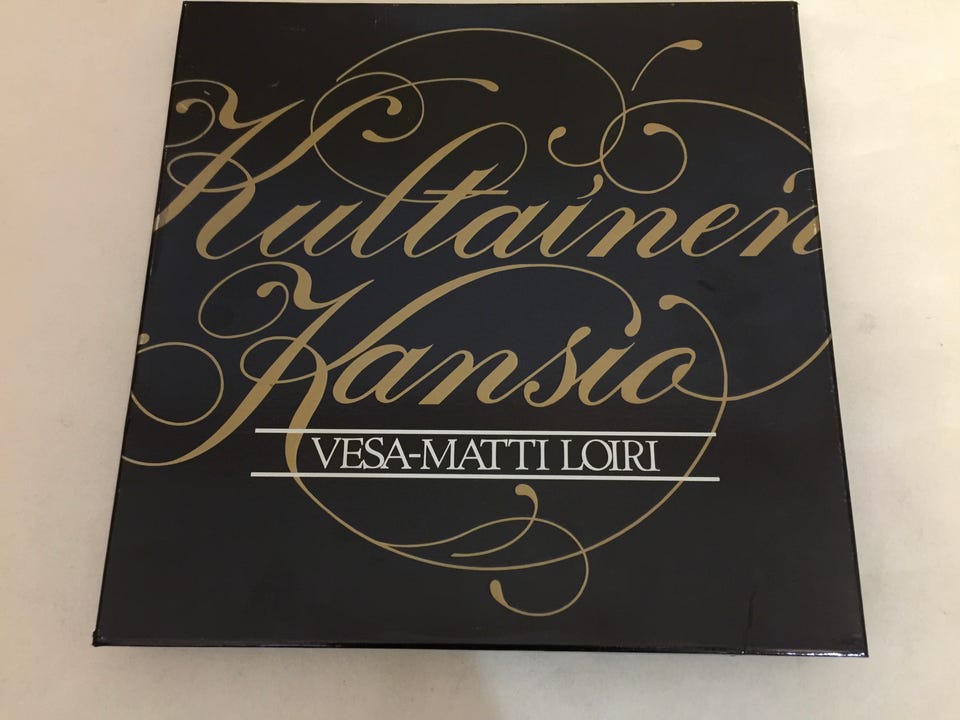 Kultainen
Kansio
VESA-MATTI LOIRI